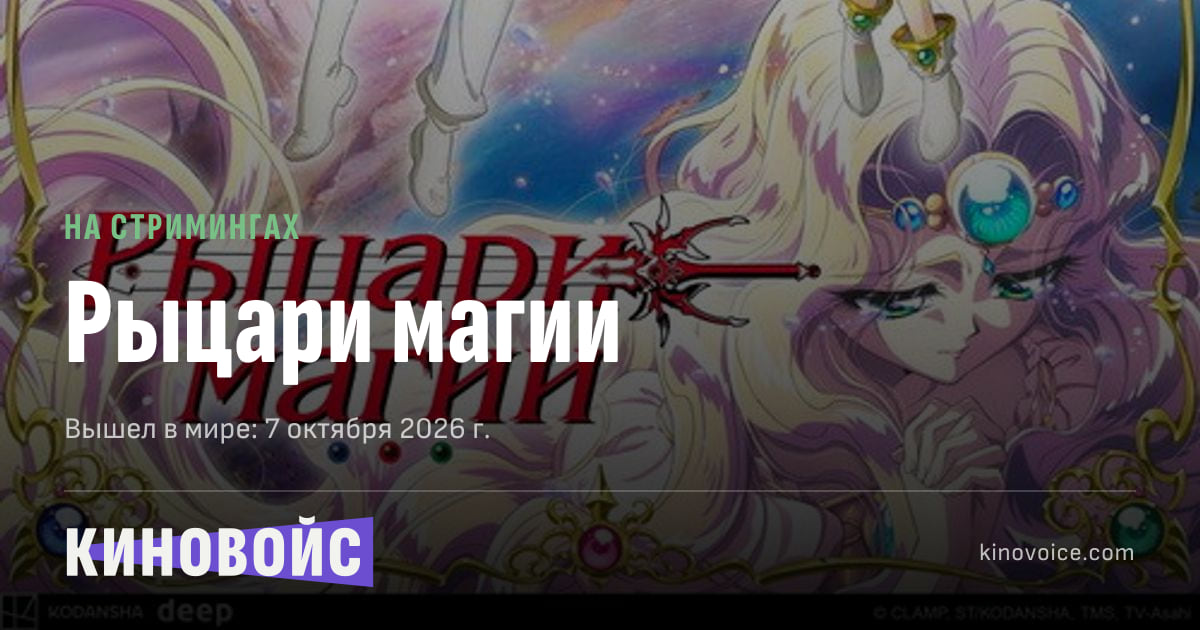 НА СТРИМИНГАХ
Рыцари
магии
Рыцари магии
Вышел в мире: 7 октября 2026 г.
КИНОВОЙС
kinovoice.com
KODANSHA deep
© CLAMP, ST/KODANSHA, TMS, TV-Asahi